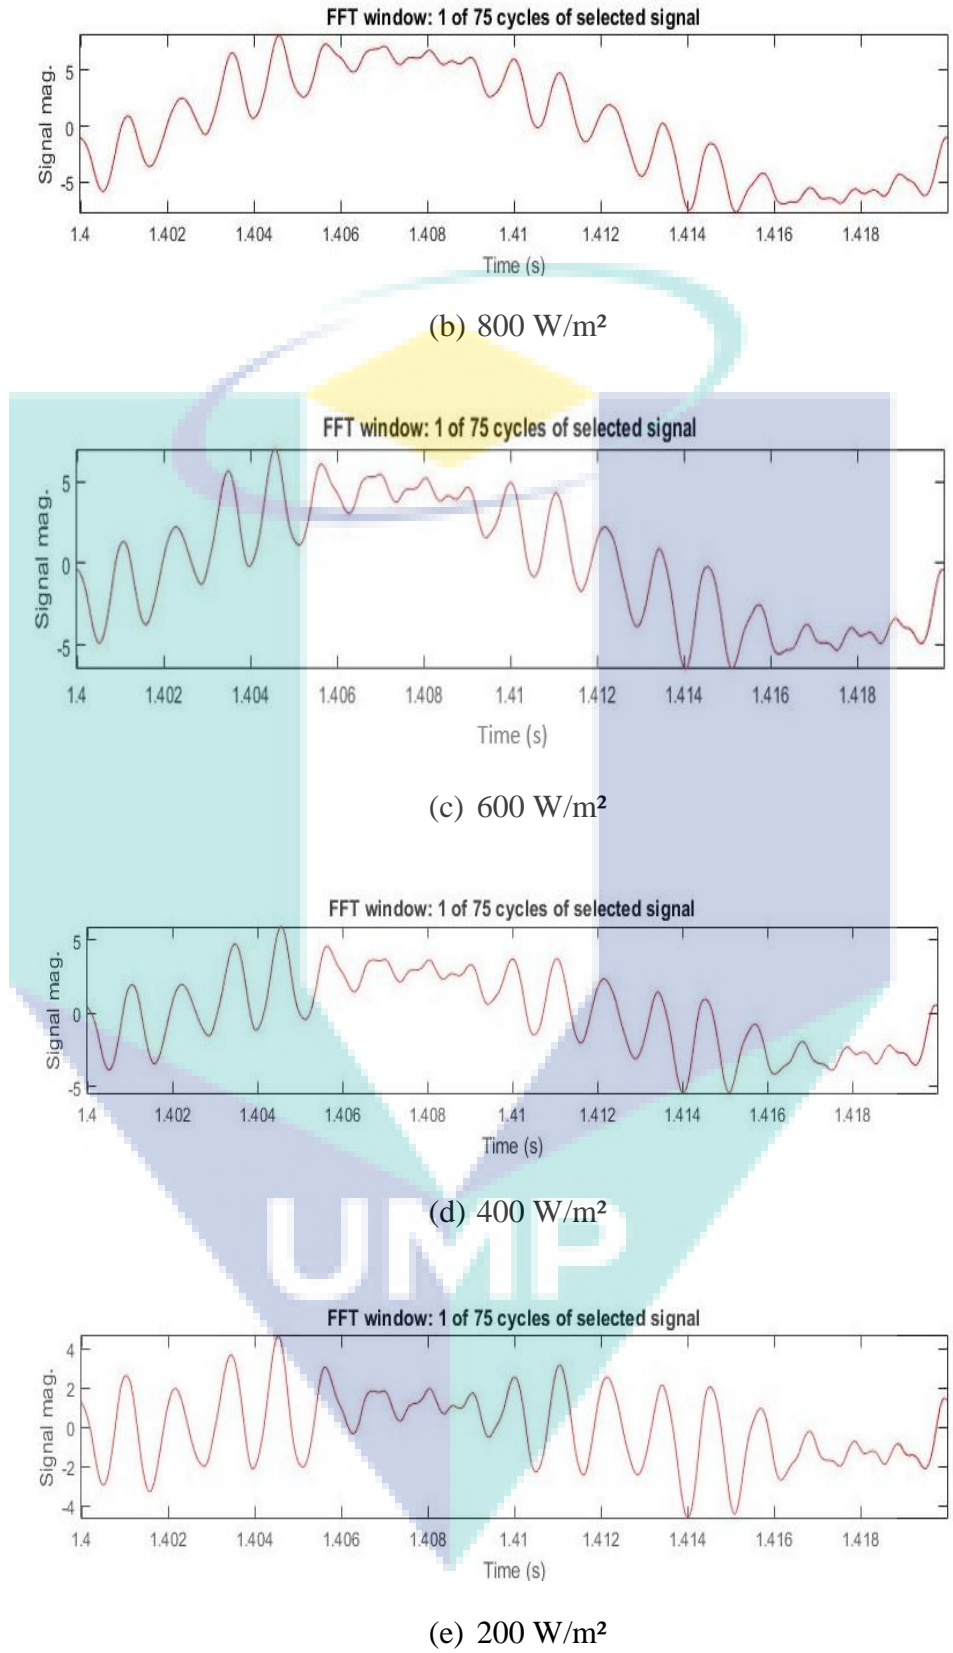 FFT window: 1 of 75 cycles of selected signal
Signal mag.
5
0
-5
1.4 1.402 1.404 1.406 1.408 1.41 1.412 1.414 1.416 1.418
Time (s)
(b) 800 W/m²
FFT window: 1 of 75 cycles of selected signal
Signal mag.
5
0
-5
1.4 1.402 1.404 1.406 1.408 1.41 1.412 1.414 1.416 1.418
Time (s)
(c) 600 W/m²
FFT window: 1 of 75 cycles of selected signal
Signal mag.
5
0
-5
1.4 1.402 1.404 1.406 1.408 1.41 1.412 1.414 1.416 1.418
Time (s)
(d) 400 W/m²
UMP
FFT window: 1 of 75 cycles of selected signal
Signal mag.
4
2
0
-2
-4
1.4 1.402 1.404 1.406 1.408 1.41 1.412 1.414 1.416 1.418
Time (s)
(e) 200 W/m²